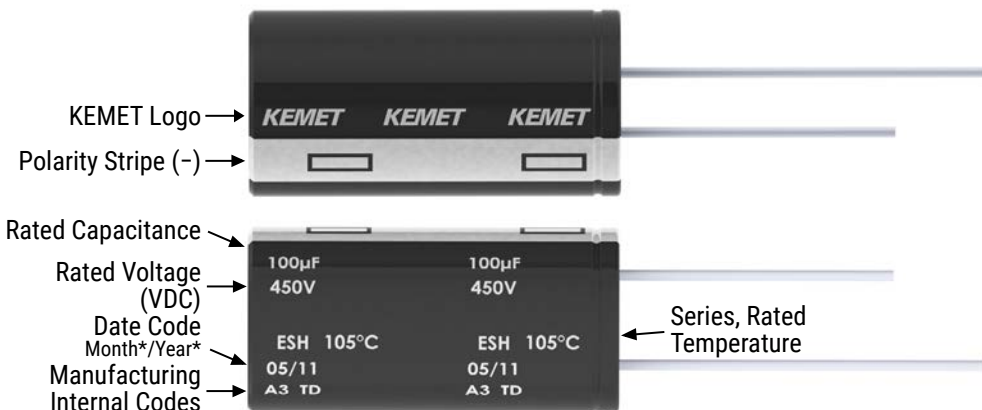 KEMET Logo
KEMET KEMET KEMET
Polarity Stripe (−)
Rated Capacitance
100µF 100µF
Rated Voltage
(VDC)
450V 450V
Date Code
Month*/Year*
ESH 105°C ESH 105°C
Series, Rated
Temperature
05/11 05/11
Manufacturing
Internal Codes
A3 TD A3 TD